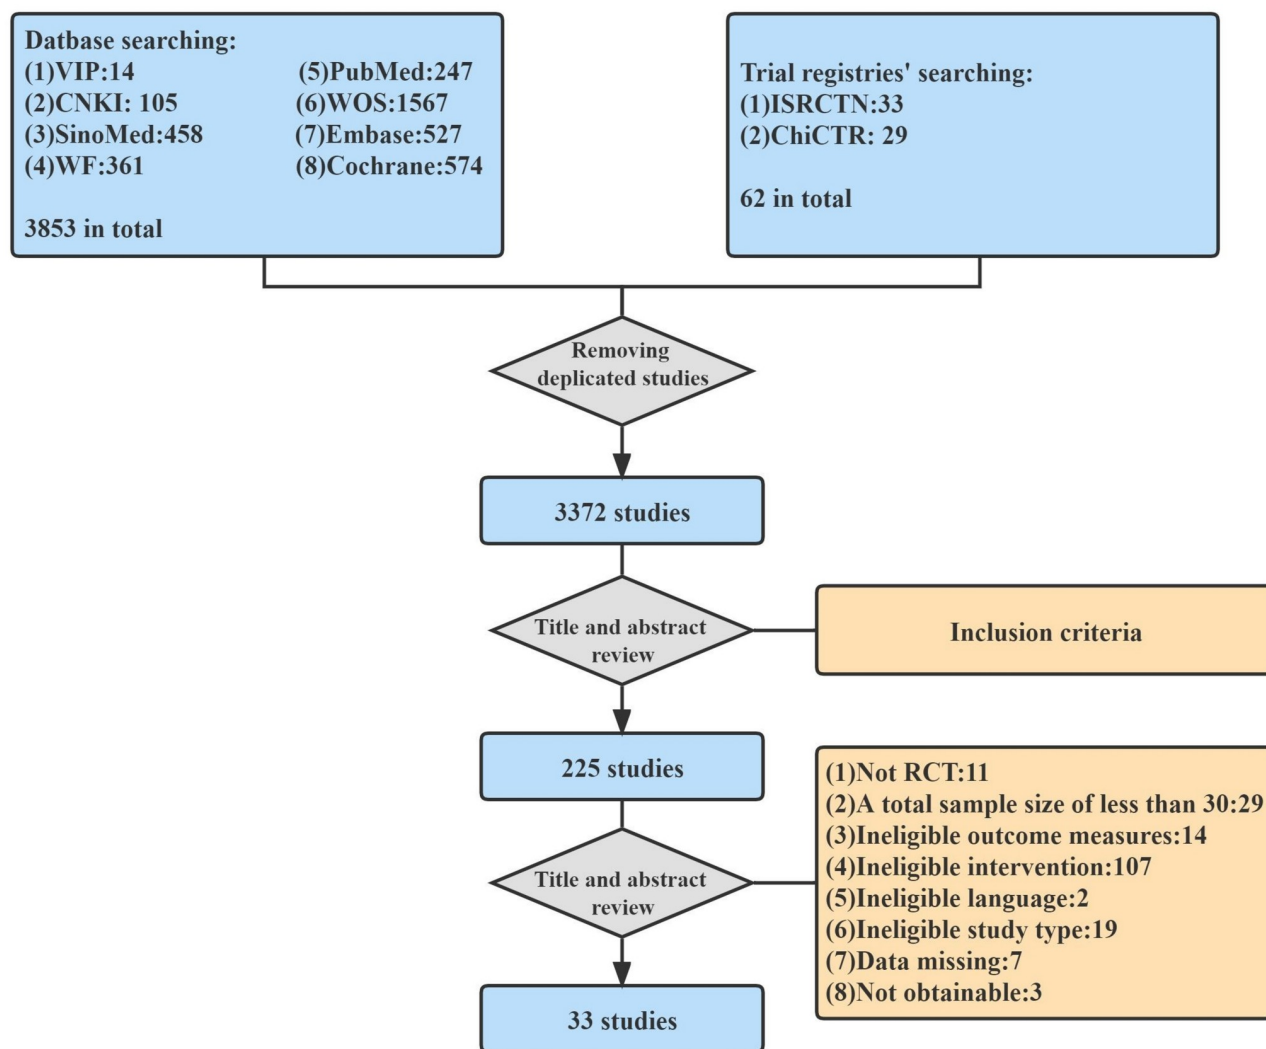 Datbase searching:
(1)VIP:14 (5)PubMed:247
(2)CNKI: 105 (6)WOS:1567
(3)SinoMed:458 (7)Embase:527
(4)WF:361 (8)Cochrane:574
3853 in total
Trial registries' searching:
(1)ISRCTN:33
(2)ChiCTR: 29
62 in total
Removing
deplicated studies
3372 studies
Title and abstract
review
Inclusion criteria
225 studies
Title and abstract
review
(1)Not RCT:11
(2)A total sample size of less than 30:29
(3)Ineligible outcome measures:14
(4)Ineligible intervention:107
(5)Ineligible language:2
(6)Ineligible study type:19
(7)Data missing:7
(8)Not obtainable:3
33 studies